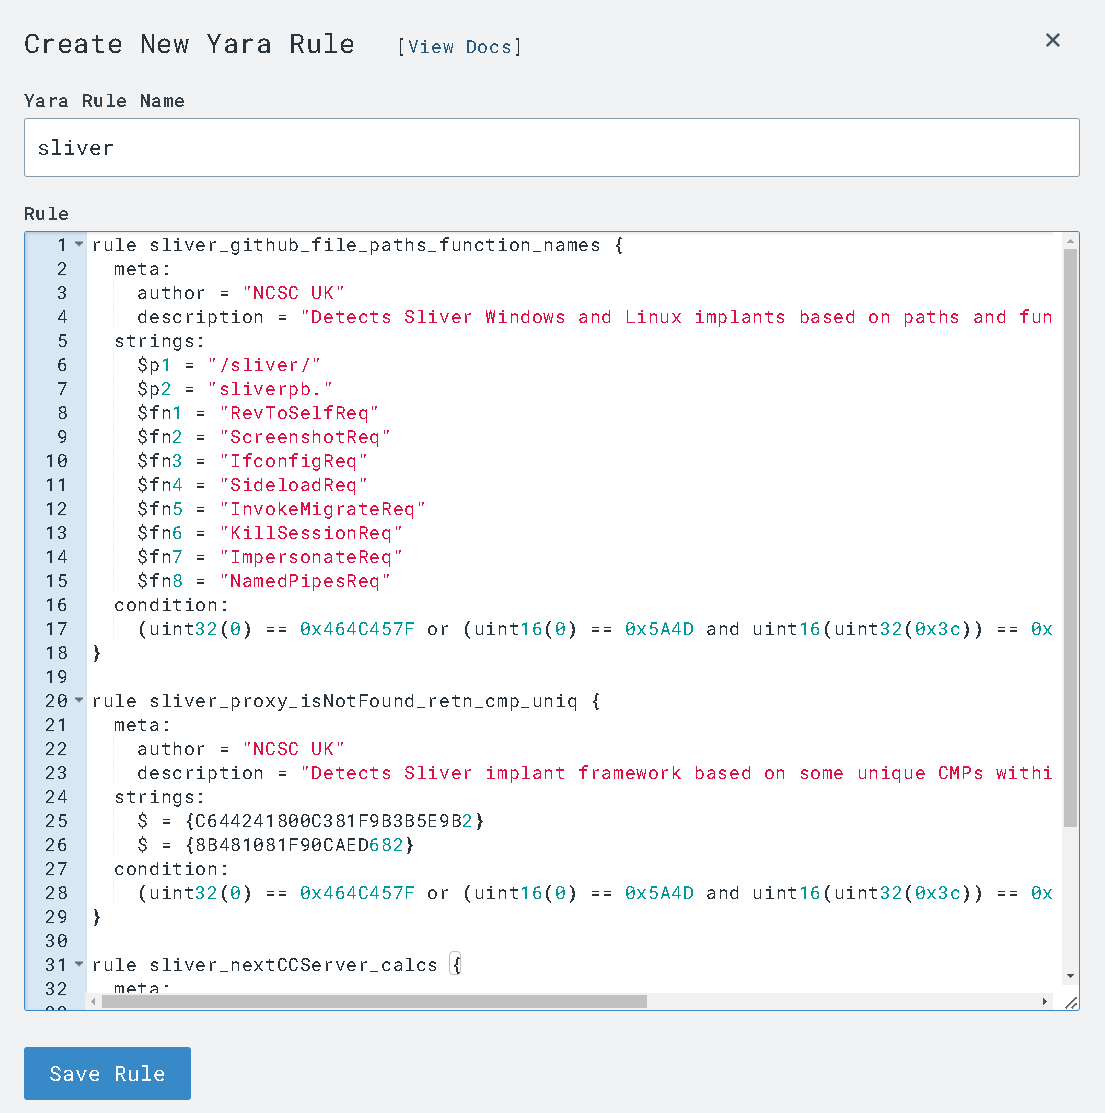 Create New Yara Rule [View Docs] ×
Yara Rule Name
sliver
Rule
1 rule sliver_github_file_paths_function_names {
2 meta:
3 author = "NCSC UK"
4 description = "Detects Sliver Windows and Linux implants based on paths and fun
5 strings:
6 $p1 = "/sliver/"
7 $p2 = "sliverpb."
8 $fn1 = "RevToSelfReq"
9 $fn2 = "ScreenshotReq"
10 $fn3 = "IfconfigReq"
11 $fn4 = "SideloadReq"
12 $fn5 = "InvokeMigrateReq"
13 $fn6 = "KillSessionReq"
14 $fn7 = "ImpersonateReq"
15 $fn8 = "NamedPipesReq"
16 condition:
17 (uint32(0) == 0x464C457F or (uint16(0) == 0x5A4D and uint16(uint32(0x3c)) == 0x
18 }
19
20 rule sliver_proxy_isNotFound_retn_cmp_uniq {
21 meta:
22 author = "NCSC UK"
23 description = "Detects Sliver implant framework based on some unique CMPs withi
24 strings:
25 $ = {C644241800C381F9B3B5E9B2}
26 $ = {8B481081F90CAED682}
27 condition:
28 (uint32(0) == 0x464C457F or (uint16(0) == 0x5A4D and uint16(uint32(0x3c)) == 0x
29 }
30
31 rule sliver_nextCCServer_calcs {
32 meta:
Save Rule